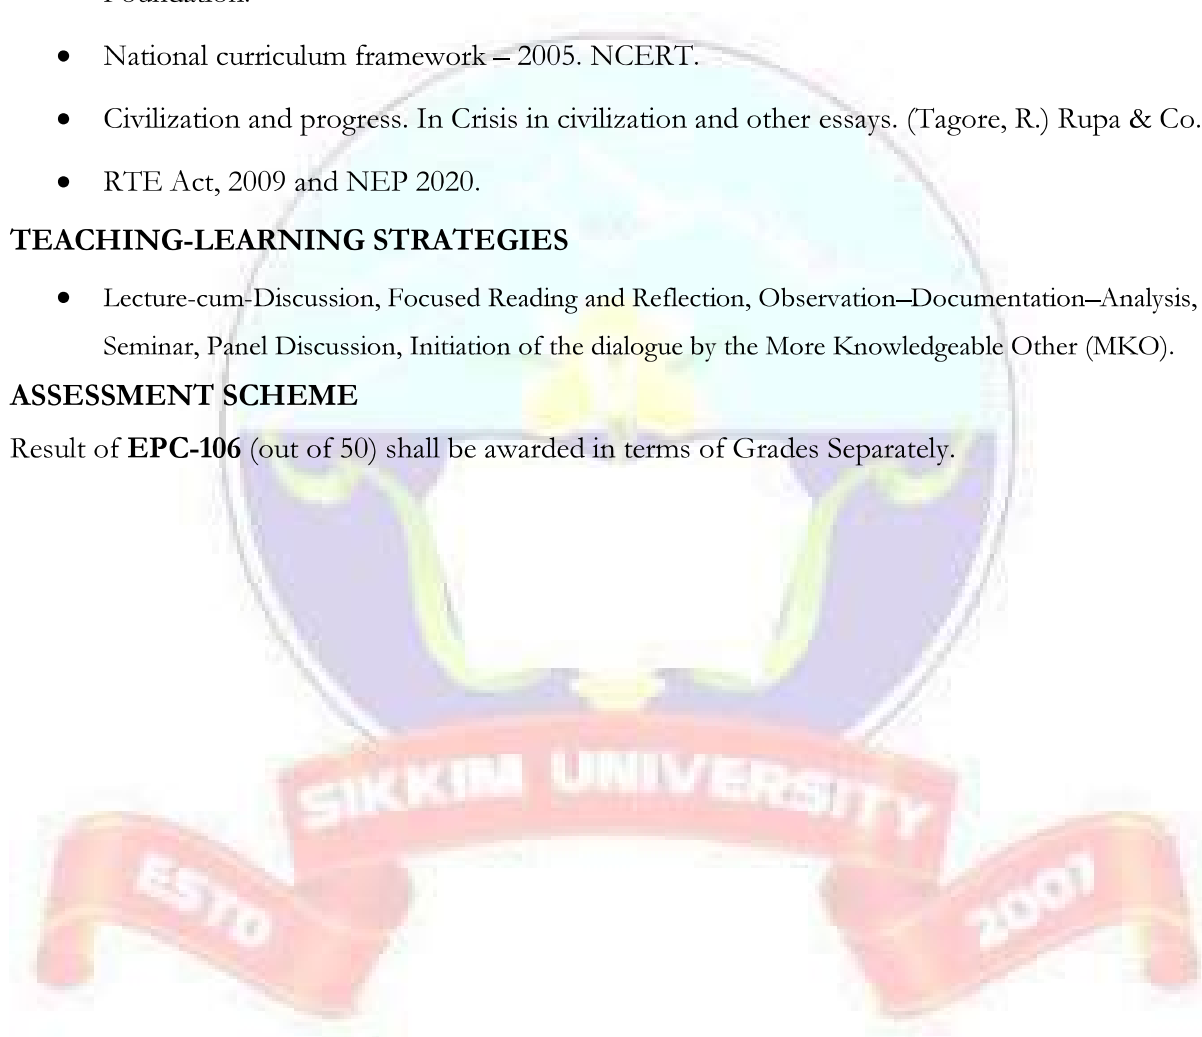 Foundation.
• National curriculum framework – 2005. NCERT.
• Civilization and progress. In Crisis in civilization and other essays. (Tagore, R.) Rupa & Co.
• RTE Act, 2009 and NEP 2020.
TEACHING-LEARNING STRATEGIES
• Lecture-cum-Discussion, Focused Reading and Reflection, Observation–Documentation–Analysis,
Seminar, Panel Discussion, Initiation of the dialogue by the More Knowledgeable Other (MKO).
ASSESSMENT SCHEME
Result of EPC-106 (out of 50) shall be awarded in terms of Grades Separately.
SIKKIM UNIVERSITY
ESTD
2007